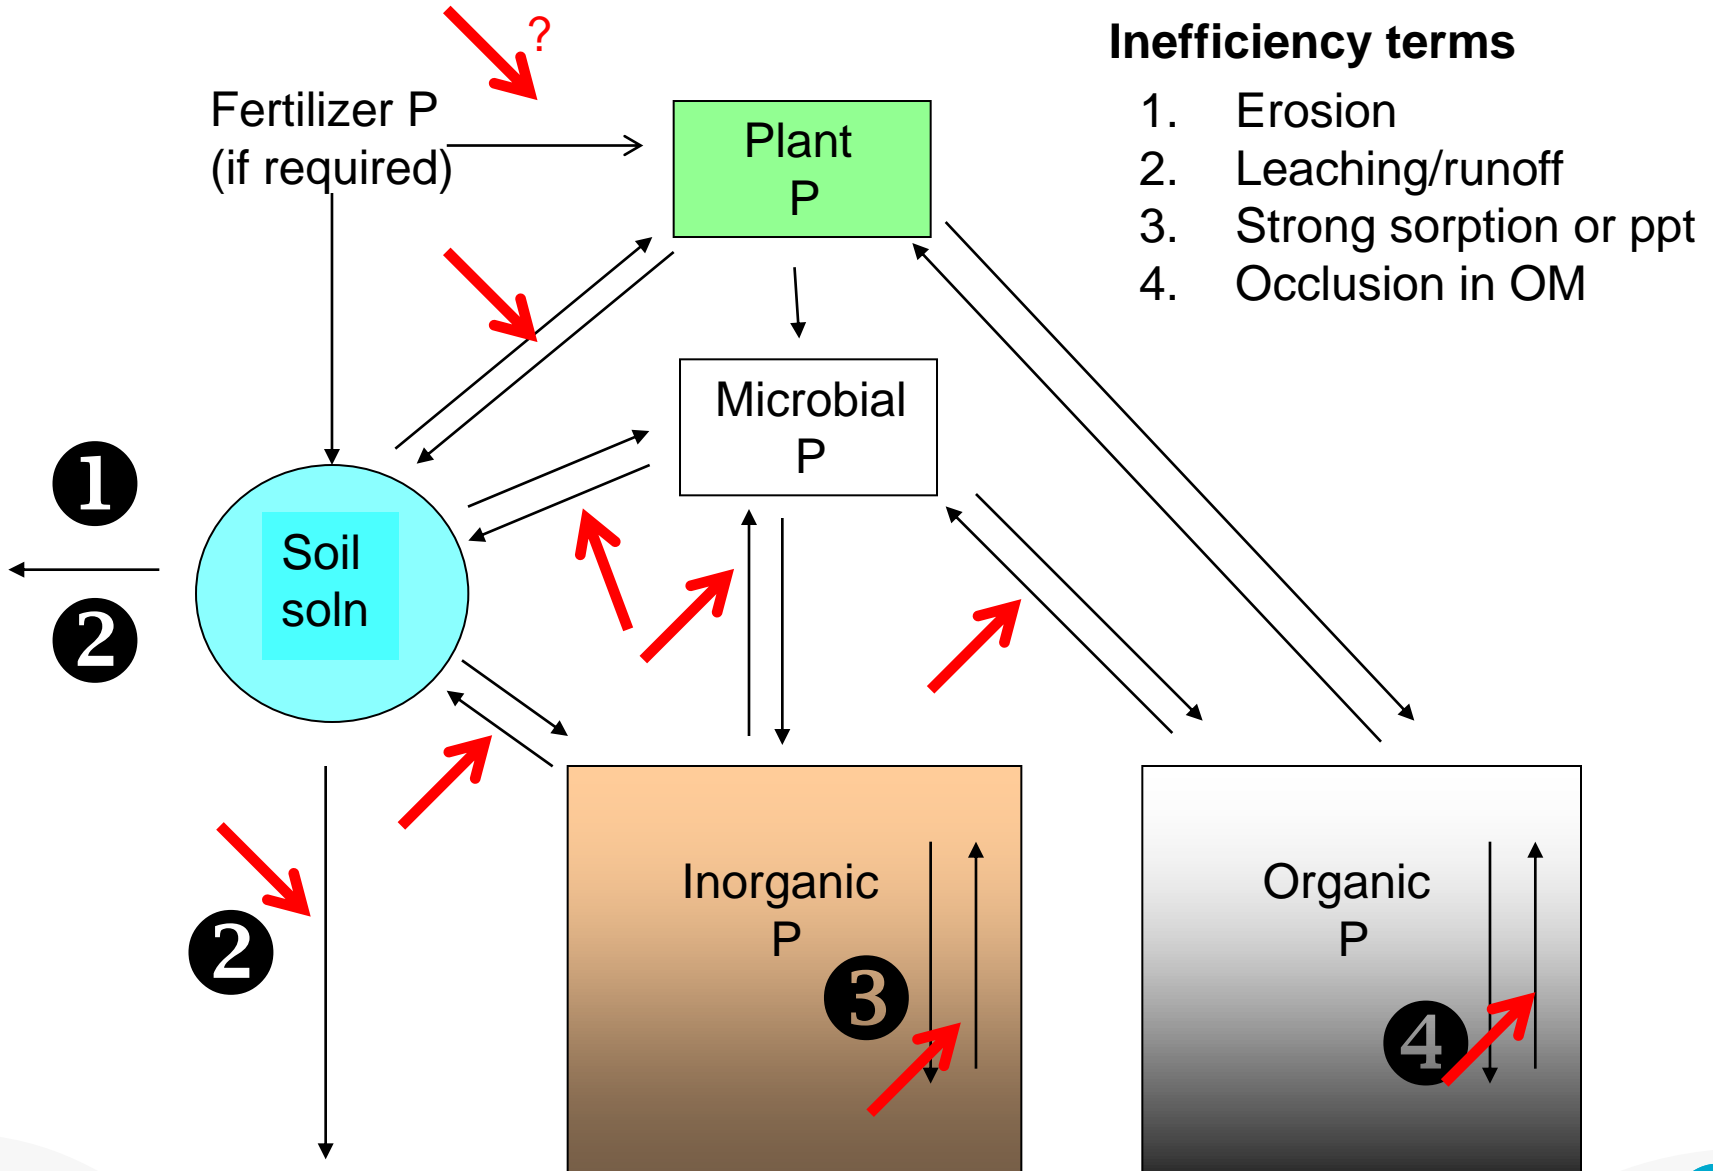 ?
Inefficiency terms
1. Erosion
2. Leaching/runoff
3. Strong sorption or ppt
4. Occlusion in OM
Fertilizer P
(if required)
Plant
P
Microbial
P
❶
Soil
soln
❷
Inorganic
P
Organic
P
❷
❸
❹